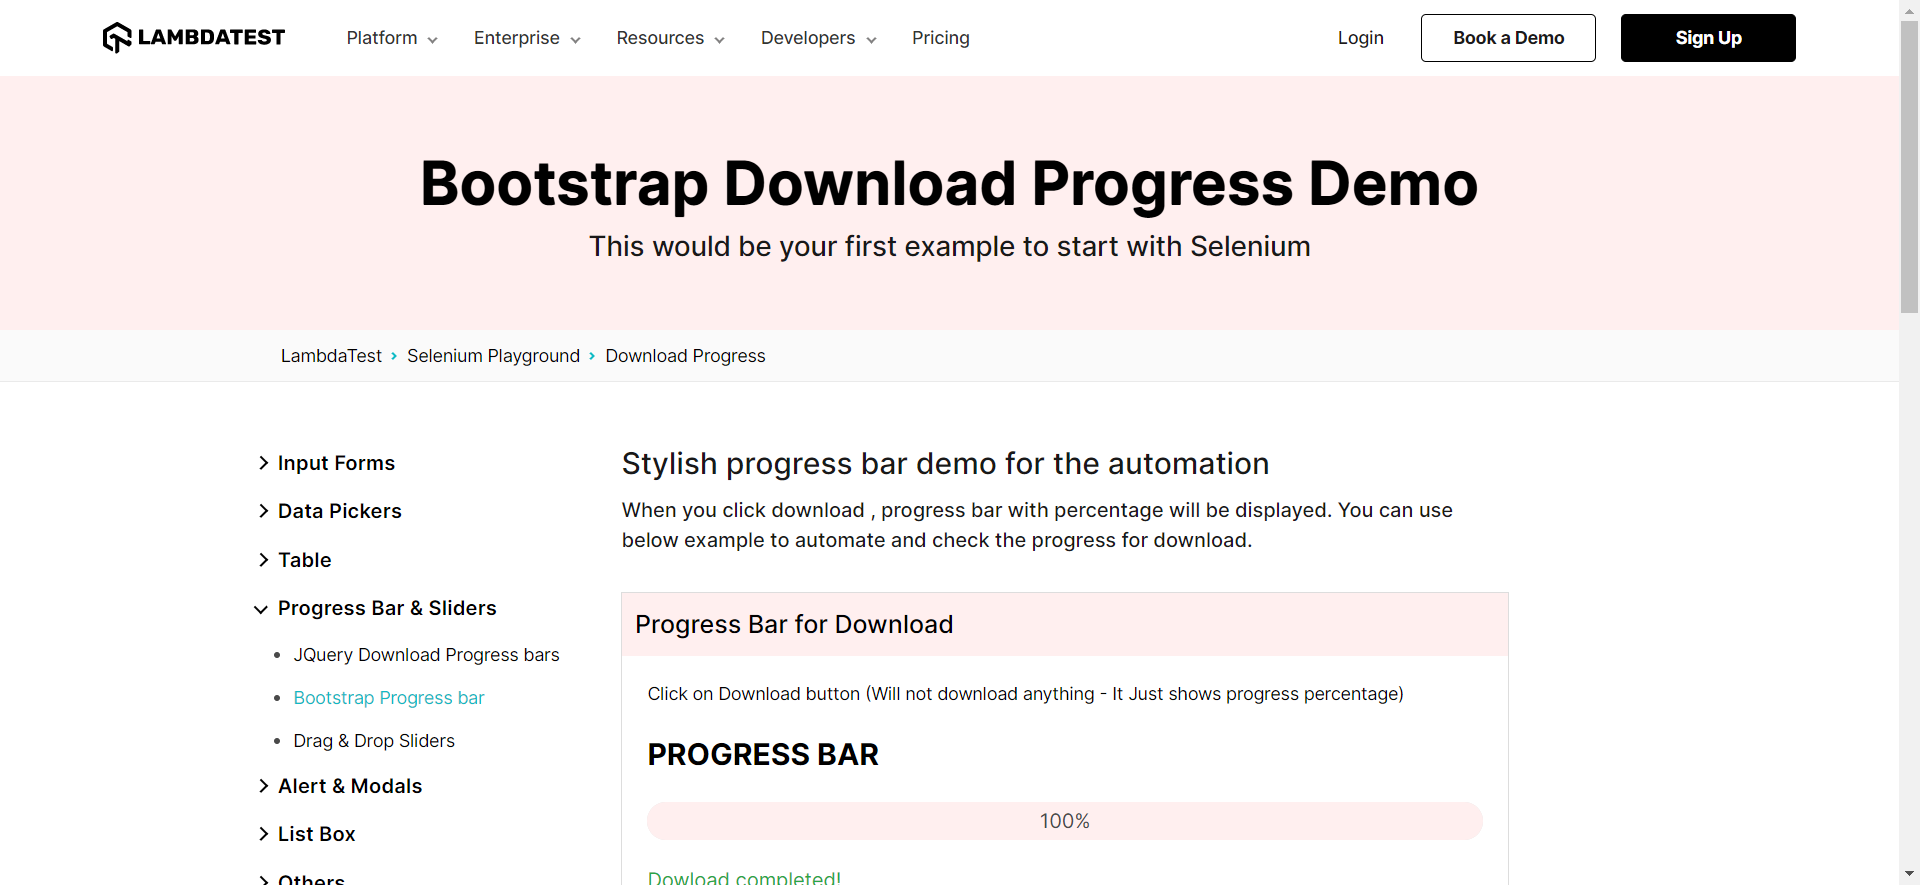 LAMBDATEST Platform Enterprise Resources Developers Pricing Login Book a Demo Sign Up
Bootstrap Download Progress Demo
This would be your first example to start with Selenium
LambdaTest › Selenium Playground › Download Progress
Input Forms
Data Pickers
Table
Progress Bar & Sliders
JQuery Download Progress bars
Bootstrap Progress bar
Drag & Drop Sliders
Alert & Modals
List Box
Others
Stylish progress bar demo for the automation
When you click download , progress bar with percentage will be displayed. You can use
below example to automate and check the progress for download.
Progress Bar for Download
Click on Download button (Will not download anything - It Just shows progress percentage)
PROGRESS BAR
100%
Dowload completed!